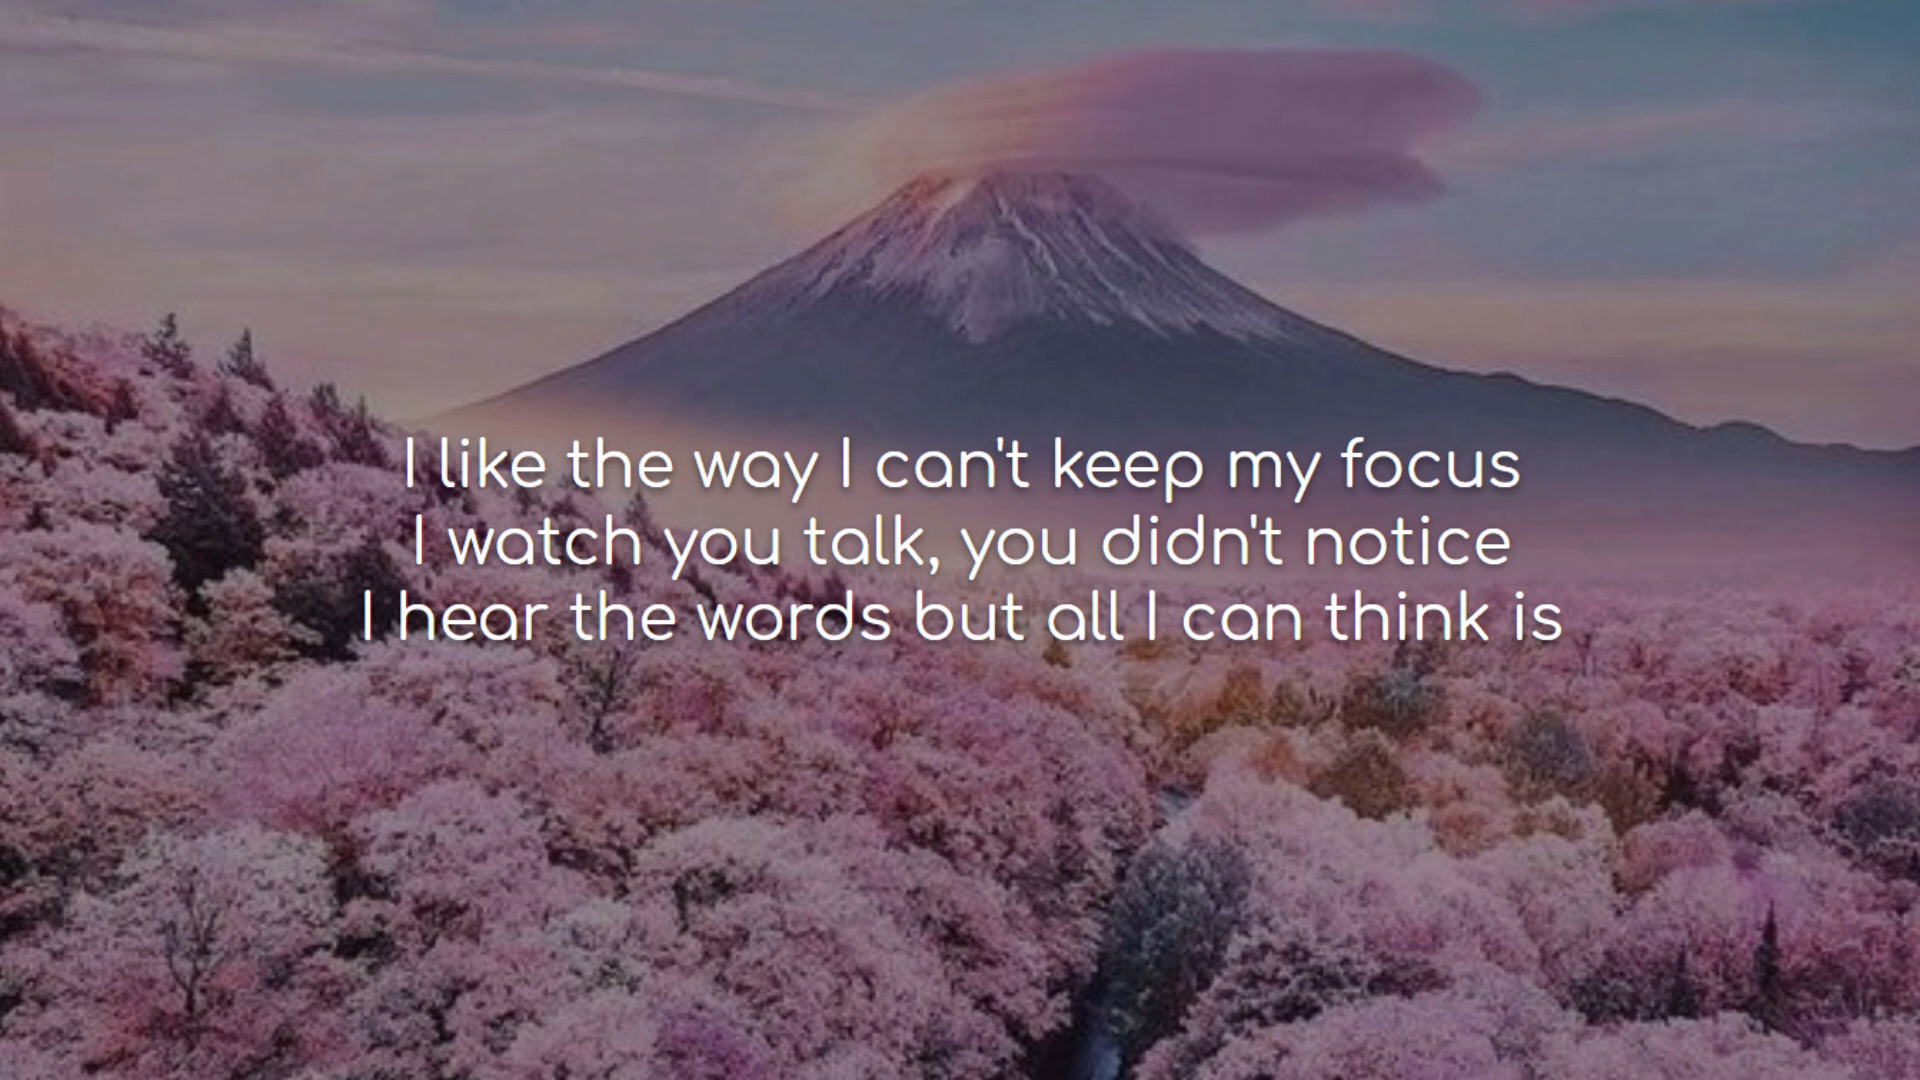 I like the way I can't keep my focus
I watch you talk, you didn't notice
I hear the words but all I can think is